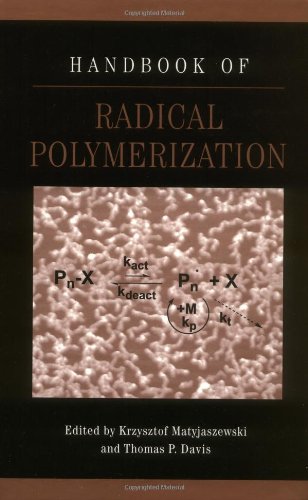 HANDBOOK OF
RADICAL
POLYMERIZATION
Pn-X
kact
kdeact
Pn• + X
+M
kp
kt
Edited by Krzysztof Matyjaszewski
and Thomas P. Davis